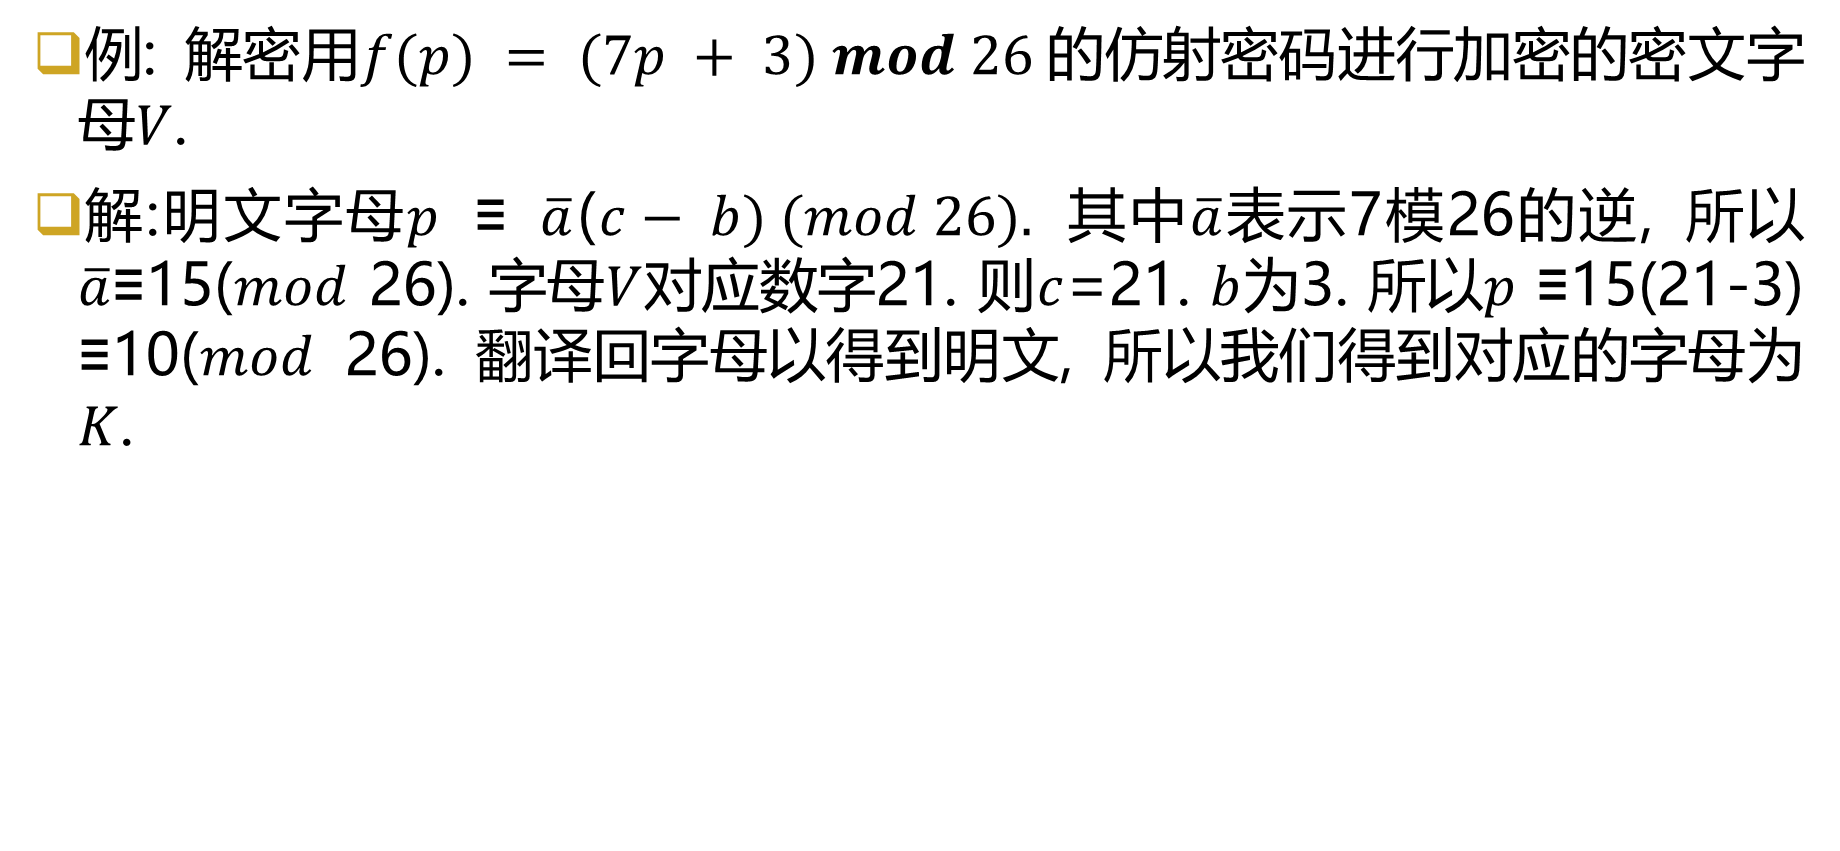 例: 解密用f(p) = (7p + 3) mod 26 的仿射密码进行加密的密文字
母V.
解:明文字母p ≡ a̅(c − b) (mod 26). 其中a̅表示7模26的逆, 所以
a̅≡15(mod 26). 字母V对应数字21. 则c=21. b为3. 所以p ≡15(21-3)
≡10(mod 26). 翻译回字母以得到明文, 所以我们得到对应的字母为
K.